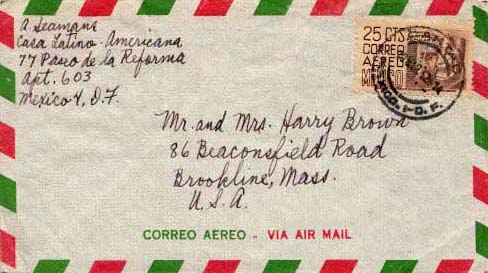 A. Seamans
Casa Latino-Americana
77 Paseo de la Reforma
Apt. 603
Mexico 4, D.F.
25 CTS
CORREO
AEREO
MEXICO
D. F.
Mr. and Mrs. Harry Brown
86 Beaconsfield Road
Brookline, Mass.
U.S.A.
CORREO AEREO - VIA AIR MAIL